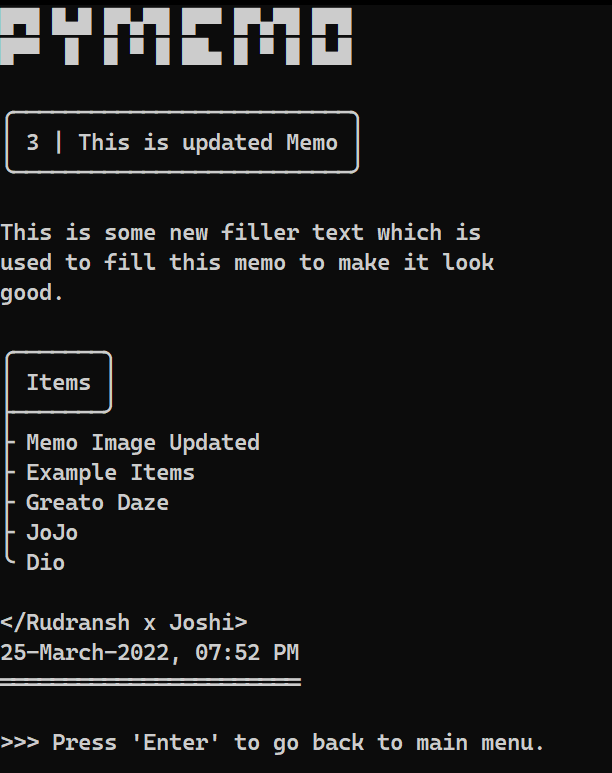 PYMEMO
3 | This is updated Memo
This is some new filler text which is
used to fill this memo to make it look
good.
Items
Memo Image Updated
Example Items
Greato Daze
JoJo
Dio
</Rudransh x Joshi>
25-March-2022, 07:52 PM
>>> Press 'Enter' to go back to main menu.